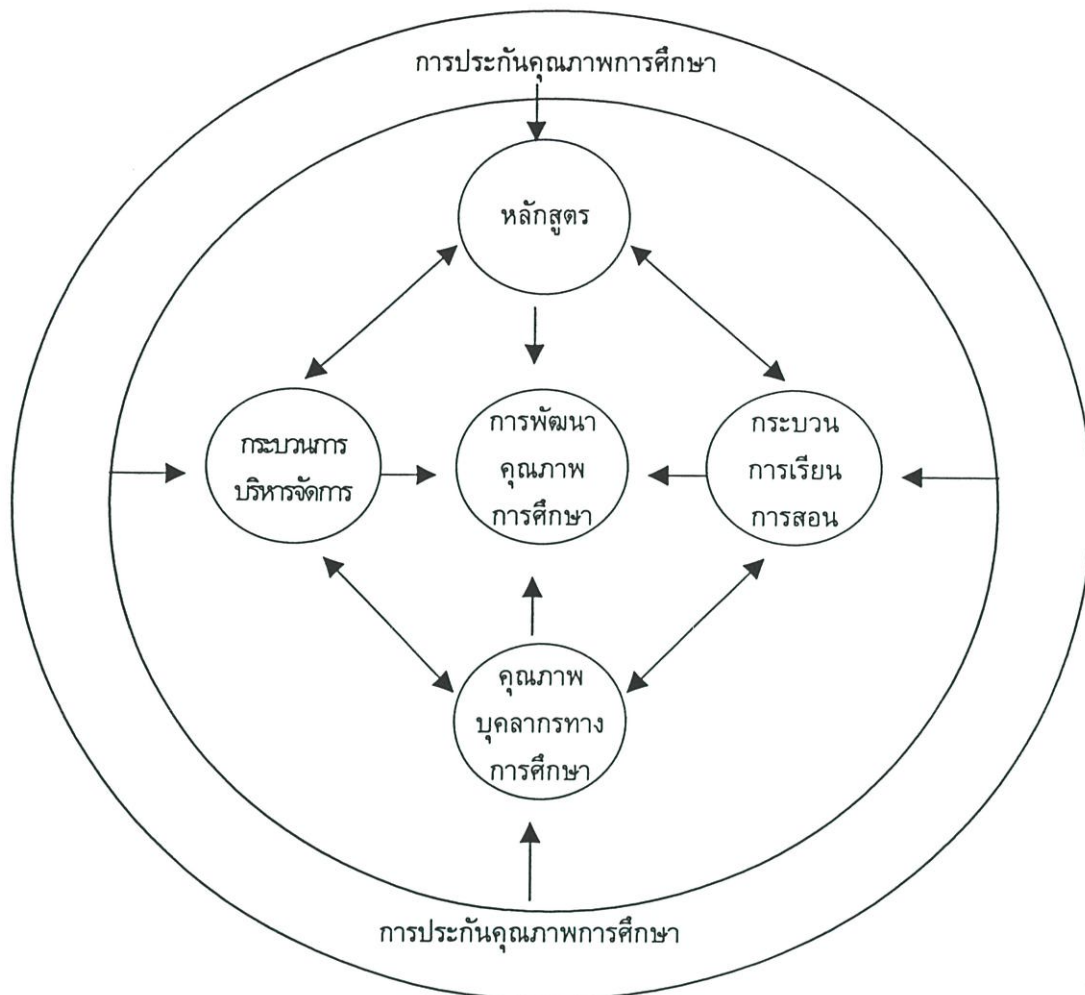 การประกันคุณภาพการศึกษา
หลักสูตร
กระบวนการ
บริหารจัดการ
การพัฒนา
คุณภาพ
การศึกษา
กระบวน
การเรียน
การสอน
คุณภาพ
บุคลากรทาง
การศึกษา
การประกันคุณภาพการศึกษา